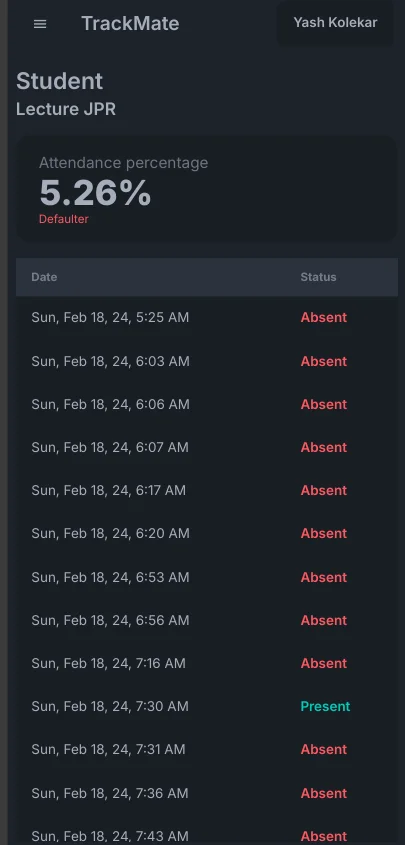 TrackMate
Yash Kolekar
Student
Lecture JPR
Attendance percentage
5.26%
Defaulter
Date Status
Sun, Feb 18, 24, 5:25 AM Absent
Sun, Feb 18, 24, 6:03 AM Absent
Sun, Feb 18, 24, 6:06 AM Absent
Sun, Feb 18, 24, 6:07 AM Absent
Sun, Feb 18, 24, 6:17 AM Absent
Sun, Feb 18, 24, 6:20 AM Absent
Sun, Feb 18, 24, 6:53 AM Absent
Sun, Feb 18, 24, 6:56 AM Absent
Sun, Feb 18, 24, 7:16 AM Absent
Sun, Feb 18, 24, 7:30 AM Present
Sun, Feb 18, 24, 7:31 AM Absent
Sun, Feb 18, 24, 7:36 AM Absent
Sun, Feb 18, 24, 7:43 AM Absent